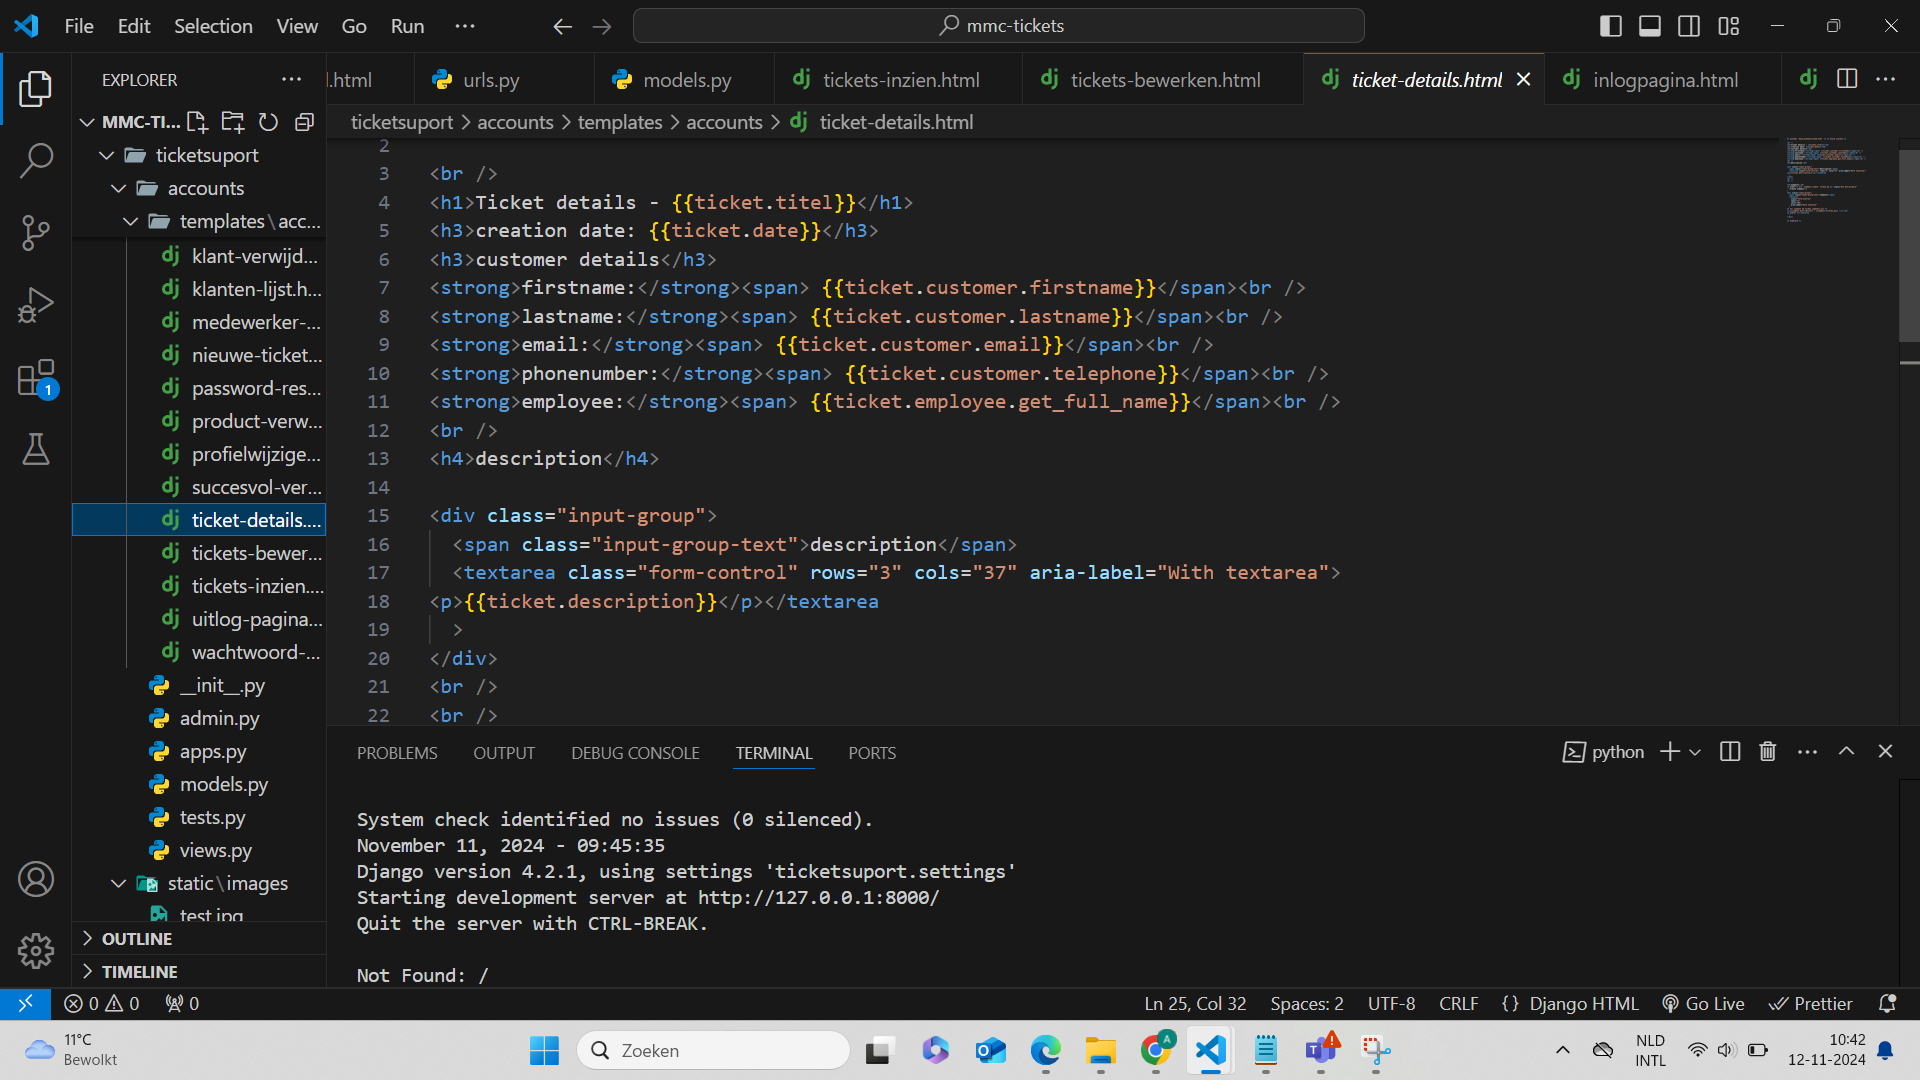 File Edit Selection View Go Run ··· mmc-tickets
EXPLORER ···
l.html urls.py models.py tickets-inzien.html tickets-bewerken.html ticket-details.html inlogpagina.html
MMC-TI...
ticketsuport > accounts > templates > accounts > ticket-details.html
ticketsuport
accounts
templates\acc...
klant-verwijd...
klanten-lijst.h...
medewerker-...
nieuwe-ticket...
password-res...
product-verw...
profielwijzige...
succesvol-ver...
ticket-details....
tickets-bewer...
tickets-inzien....
uitlog-pagina...
wachtwoord-...
__init__.py
admin.py
apps.py
models.py
tests.py
views.py
static\images
test.jpg
OUTLINE
TIMELINE
2
3 <br />
4 <h1>Ticket details - {{ticket.titel}}</h1>
5 <h3>creation date: {{ticket.date}}</h3>
6 <h3>customer details</h3>
7 <strong>firstname:</strong><span> {{ticket.customer.firstname}}</span><br />
8 <strong>lastname:</strong><span> {{ticket.customer.lastname}}</span><br />
9 <strong>email:</strong><span> {{ticket.customer.email}}</span><br />
10 <strong>phonenumber:</strong><span> {{ticket.customer.telephone}}</span><br />
11 <strong>employee:</strong><span> {{ticket.employee.get_full_name}}</span><br />
12 <br />
13 <h4>description</h4>
14
15 <div class="input-group">
16 <span class="input-group-text">description</span>
17 <textarea class="form-control" rows="3" cols="37" aria-label="With textarea">
18 <p>{{ticket.description}}</p></textarea
19 >
20 </div>
21 <br />
22 <br />
PROBLEMS OUTPUT DEBUG CONSOLE TERMINAL PORTS
python
System check identified no issues (0 silenced).
November 11, 2024 - 09:45:35
Django version 4.2.1, using settings 'ticketsuport.settings'
Starting development server at http://127.0.0.1:8000/
Quit the server with CTRL-BREAK.
Not Found: /
0 0 0
Ln 25, Col 32 Spaces: 2 UTF-8 CRLF {} Django HTML Go Live Prettier
11°C
Bewolkt
Zoeken
NLD
INTL
10:42
12-11-2024